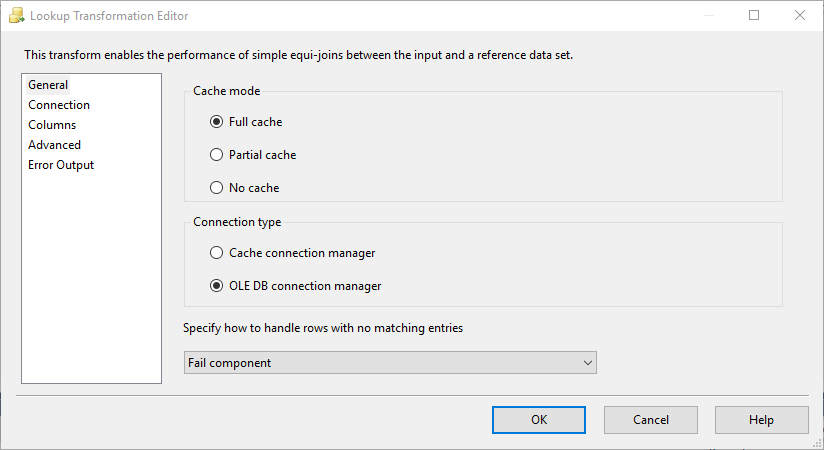 Lookup Transformation Editor
This transform enables the performance of simple equi-joins between the input and a reference data set.
General
Connection
Columns
Advanced
Error Output
Cache mode
Full cache
Partial cache
No cache
Connection type
Cache connection manager
OLE DB connection manager
Specify how to handle rows with no matching entries
Fail component
OK Cancel Help